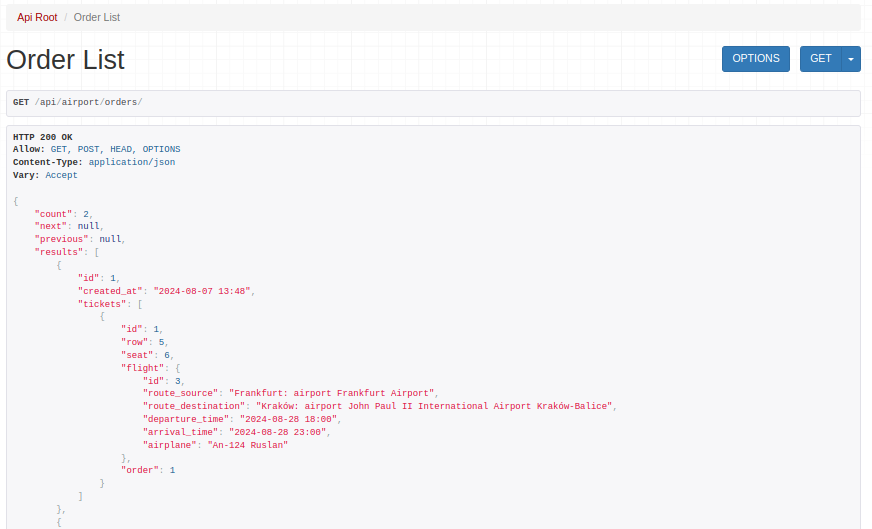 Api Root / Order List
Order List
OPTIONS GET
GET /api/airport/orders/
HTTP 200 OK
Allow: GET, POST, HEAD, OPTIONS
Content-Type: application/json
Vary: Accept
{
"count": 2,
"next": null,
"previous": null,
"results": [
{
"id": 1,
"created_at": "2024-08-07 13:48",
"tickets": [
{
"id": 1,
"row": 5,
"seat": 6,
"flight": {
"id": 3,
"route_source": "Frankfurt: airport Frankfurt Airport",
"route_destination": "Kraków: airport John Paul II International Airport Kraków-Balice",
"departure_time": "2024-08-28 18:00",
"arrival_time": "2024-08-28 23:00",
"airplane": "An-124 Ruslan"
},
"order": 1
}
]
},
{